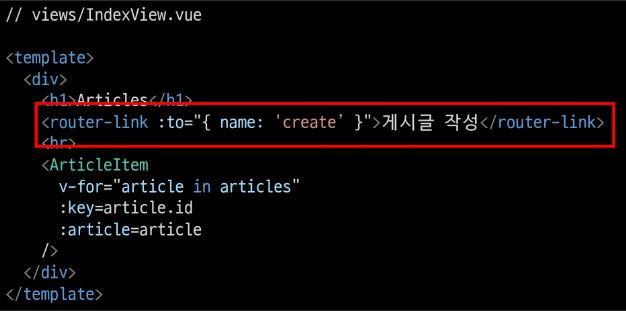 // views/IndexView.vue
<template>
<div>
<h1>Articles</h1>
<router-link :to="{ name: 'create’ }">게시글 작성</router-link>
<hr>
<ArticleItem
v-for="article in articles"
:key=article.id
:article=article
/>
</div>
</template>